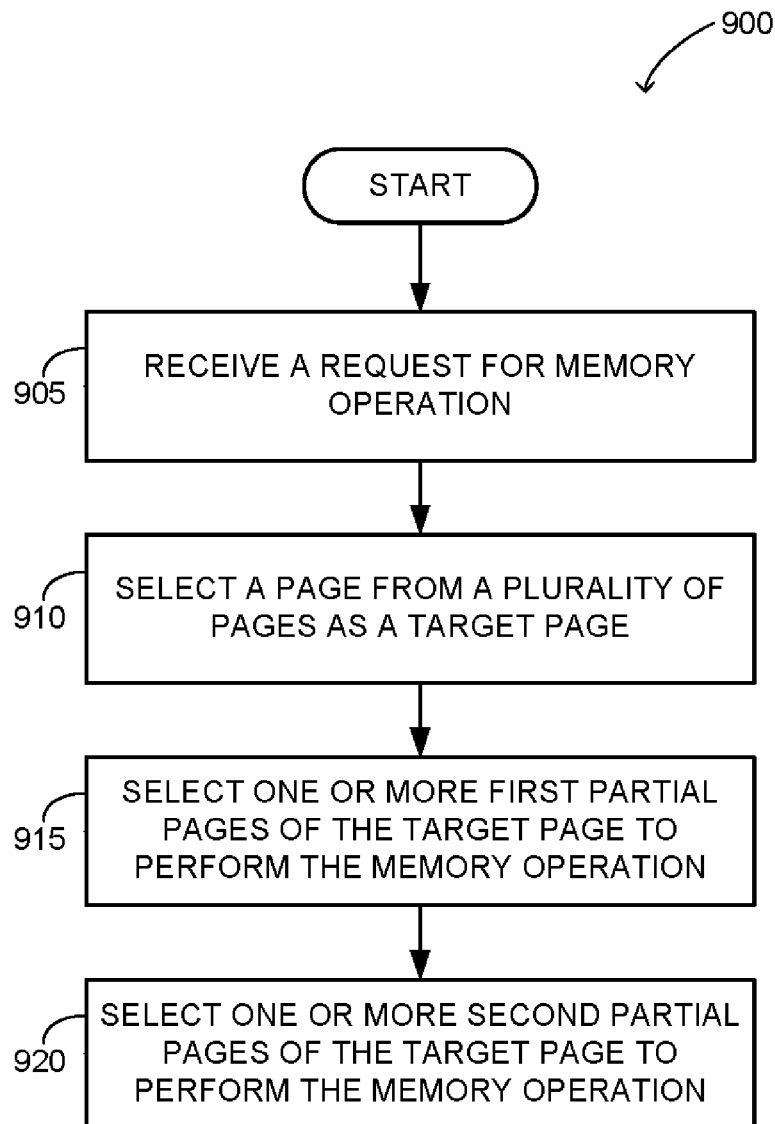 900
START
905
RECEIVE A REQUEST FOR MEMORY
OPERATION
910
SELECT A PAGE FROM A PLURALITY OF
PAGES AS A TARGET PAGE
915
SELECT ONE OR MORE FIRST PARTIAL
PAGES OF THE TARGET PAGE TO
PERFORM THE MEMORY OPERATION
920
SELECT ONE OR MORE SECOND PARTIAL
PAGES OF THE TARGET PAGE TO
PERFORM THE MEMORY OPERATION